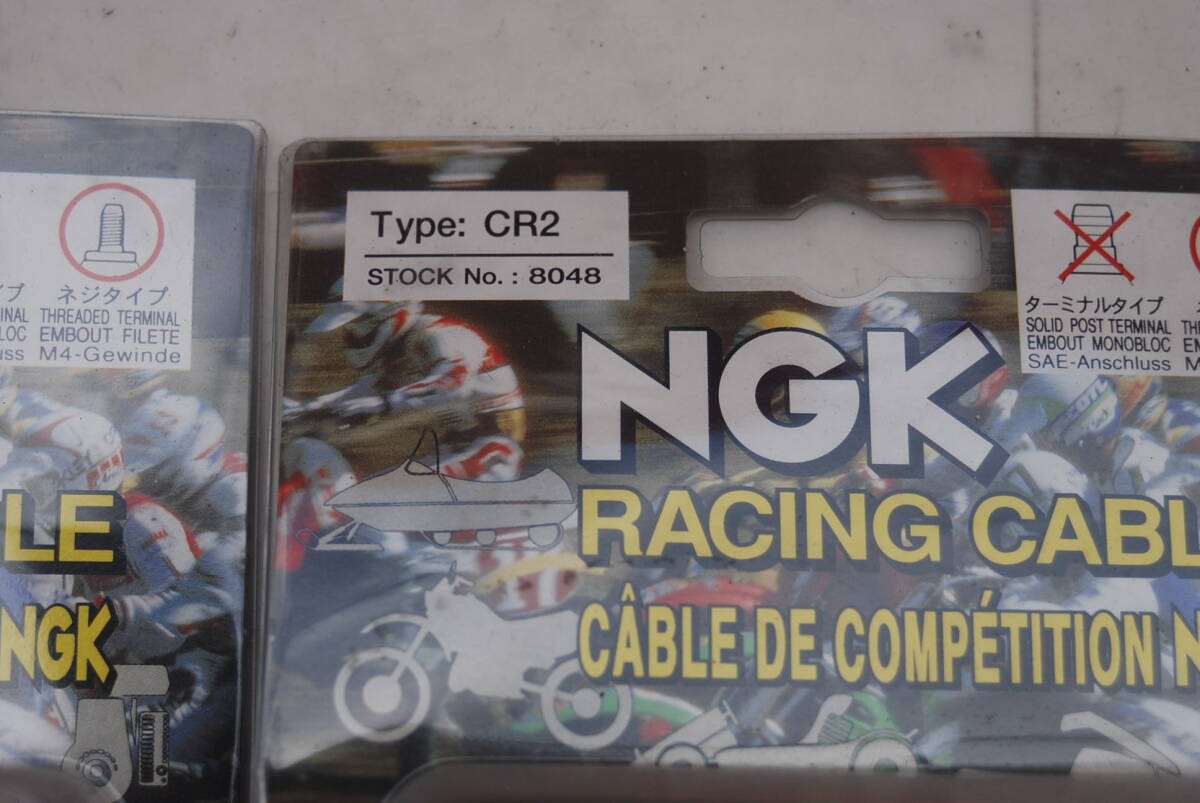 ネジタイプ
THREADED TERMINAL
EMBOUT FILETE
M4-Gewinde
LE
NGK
Type: CR2
STOCK No. : 8048
NGK
RACING CABL
CÂBLE DE COMPÉTITION N
ターミナルタイプ
SOLID POST TERMINAL
EMBOUT MONOBLOC
SAE-Anschluss